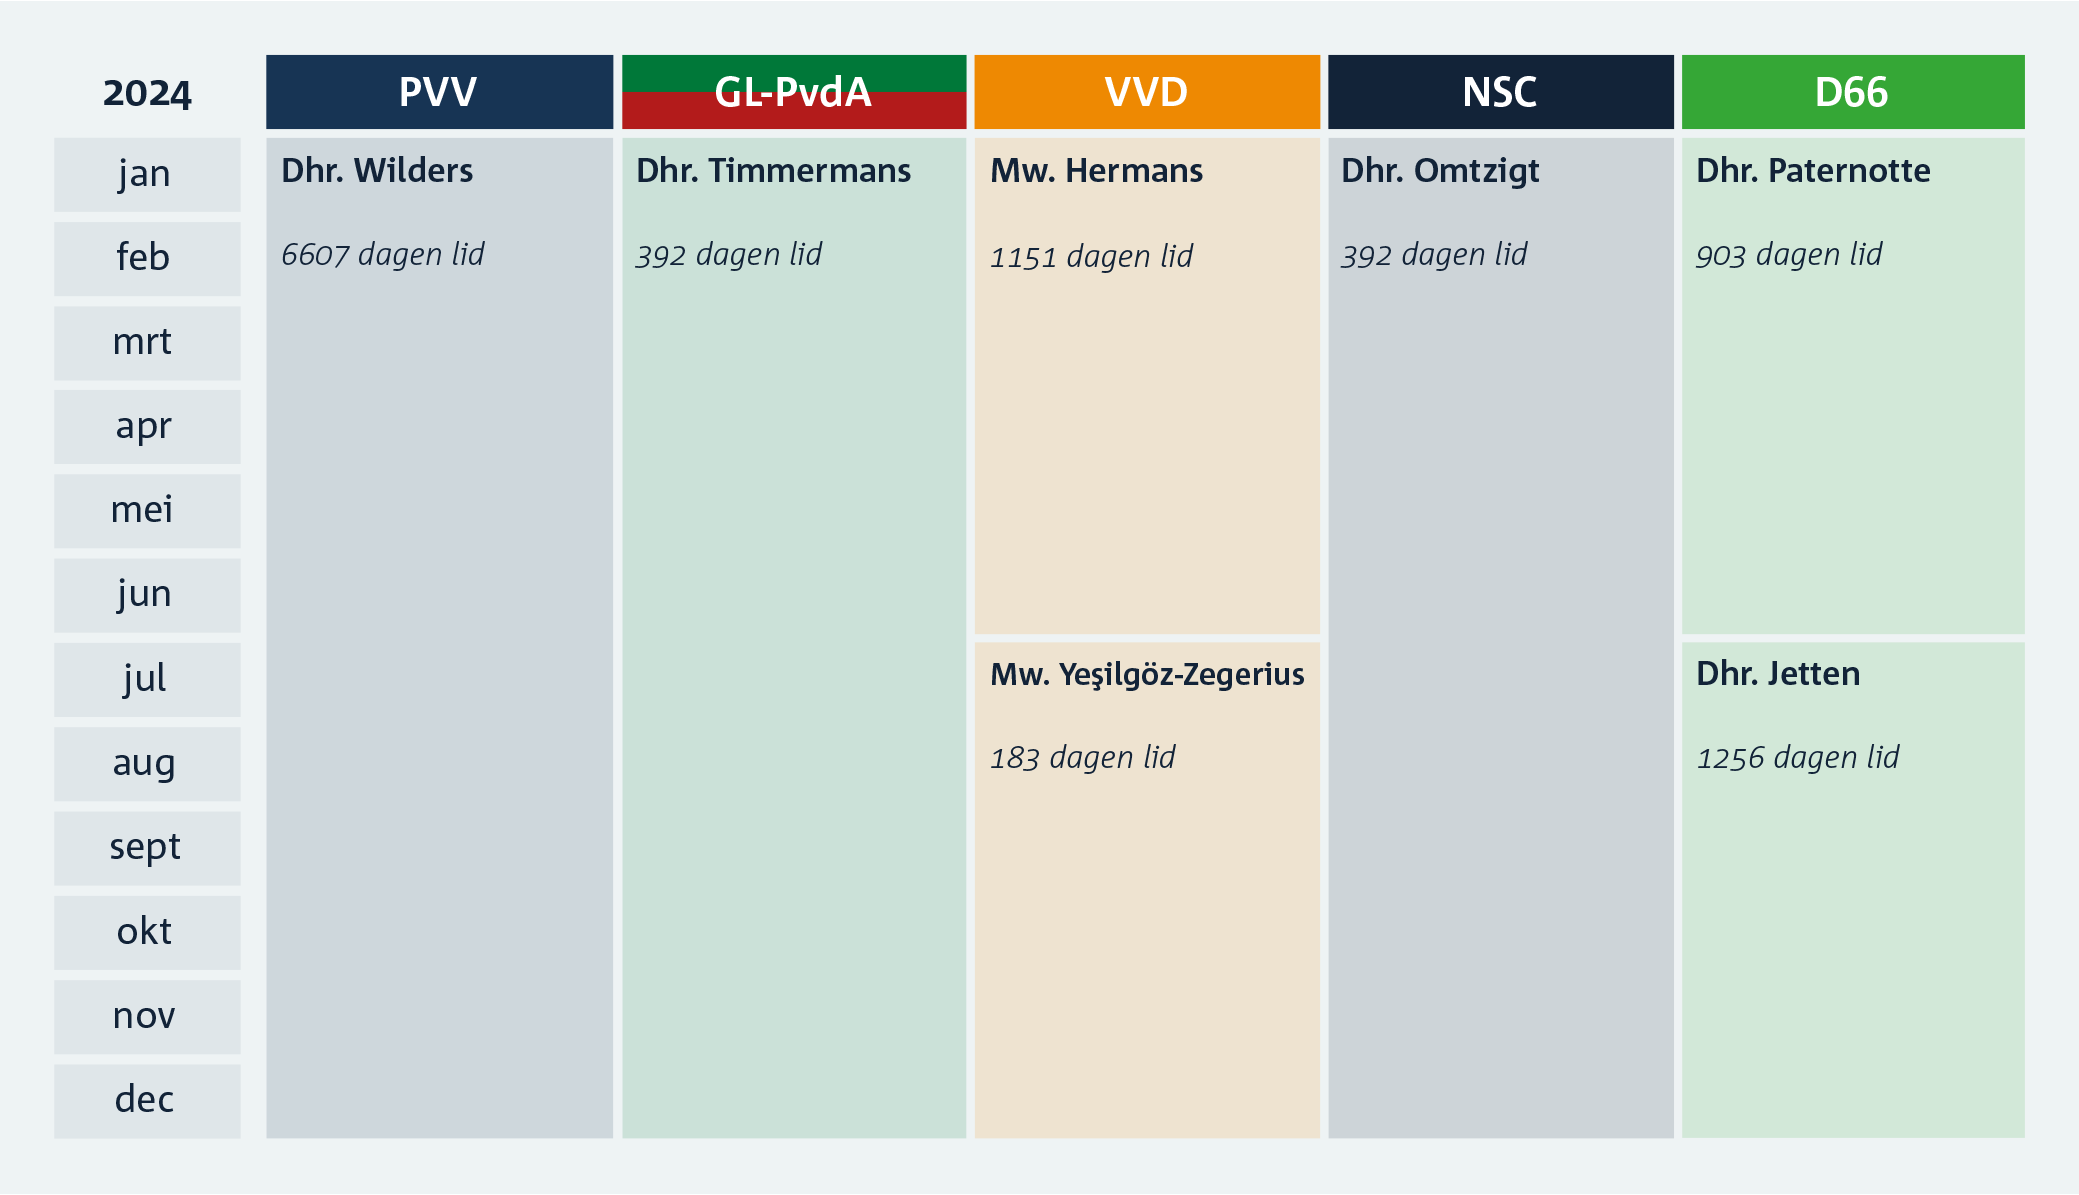 2024
PVV
GL-PvdA
VVD
NSC
D66
jan
Dhr. Wilders
Dhr. Timmermans
Mw. Hermans
Dhr. Omtzigt
Dhr. Paternotte
feb
6607 dagen lid
392 dagen lid
1151 dagen lid
392 dagen lid
903 dagen lid
mrt
apr
mei
jun
jul
Mw. Yeşilgöz-Zegerius
Dhr. Jetten
aug
183 dagen lid
1256 dagen lid
sept
okt
nov
dec